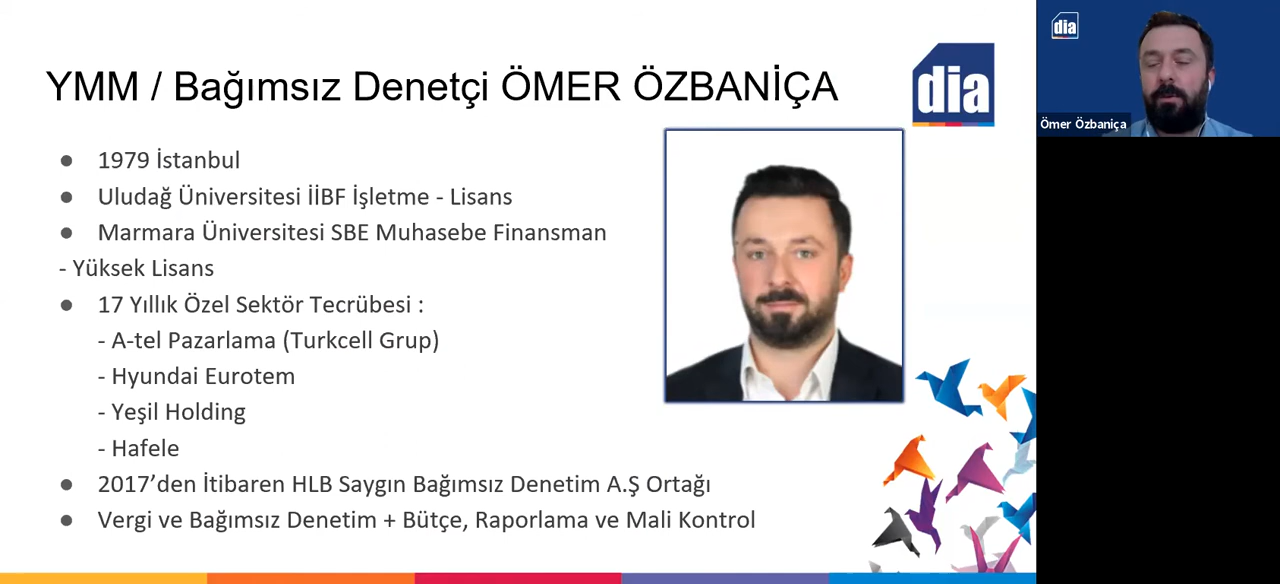 YMM / Bağımsız Denetçi ÖMER ÖZBANİÇA
dia
● 1979 İstanbul
● Uludağ Üniversitesi İİBF İşletme - Lisans
● Marmara Üniversitesi SBE Muhasebe Finansman
- Yüksek Lisans
● 17 Yıllık Özel Sektör Tecrübesi :
- A-tel Pazarlama (Turkcell Grup)
- Hyundai Eurotem
- Yeşil Holding
- Hafele
● 2017’den İtibaren HLB Saygın Bağımsız Denetim A.Ş Ortağı
● Vergi ve Bağımsız Denetim + Bütçe, Raporlama ve Mali Kontrol
dia
Ömer Özbaniça